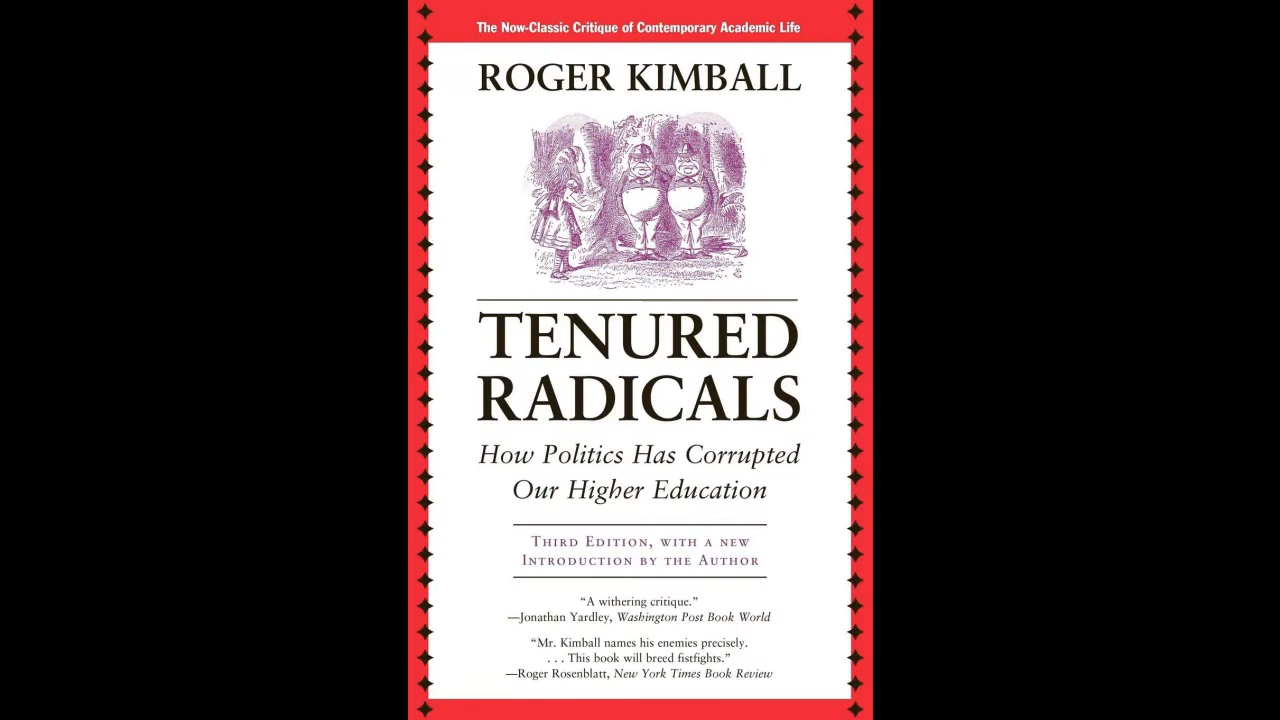 The Now-Classic Critique of Contemporary Academic Life
ROGER KIMBALL
TENURED
RADICALS
How Politics Has Corrupted
Our Higher Education
THIRD EDITION, WITH A NEW
INTRODUCTION BY THE AUTHOR
“A withering critique.”
—Jonathan Yardley, Washington Post Book World
“Mr. Kimball names his enemies precisely.
. . . This book will breed fistfights.”
—Roger Rosenblatt, New York Times Book Review